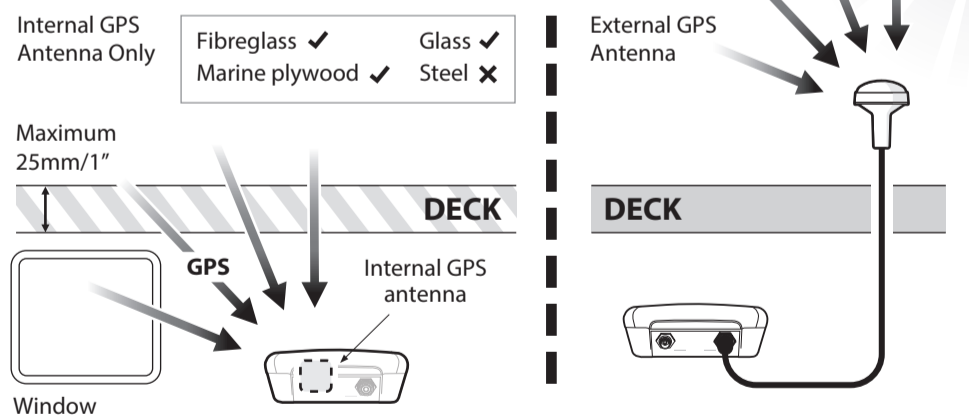 Internal GPS
Antenna Only
Fibreglass ✓ Glass ✓
Marine plywood ✓ Steel ✗
Maximum
25mm/1”
DECK
GPS
Internal GPS
antenna
Window
External GPS
Antenna
DECK